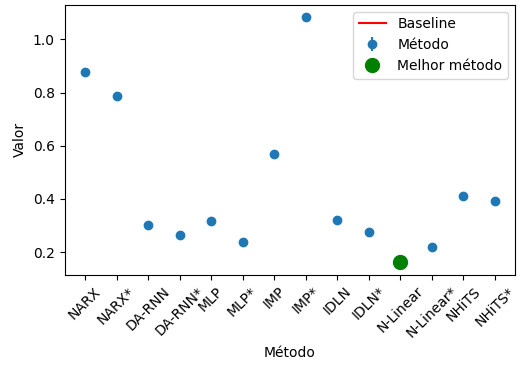 Baseline
Método
Melhor método
1.0
0.8
0.6
0.4
0.2
Valor
NARX
NARX*
DA-RNN
DA-RNN*
MLP
MLP*
IMP
IMP*
IDLN
IDLN*
N-Linear
N-Linear*
NHiTS
NHiTS*
Método